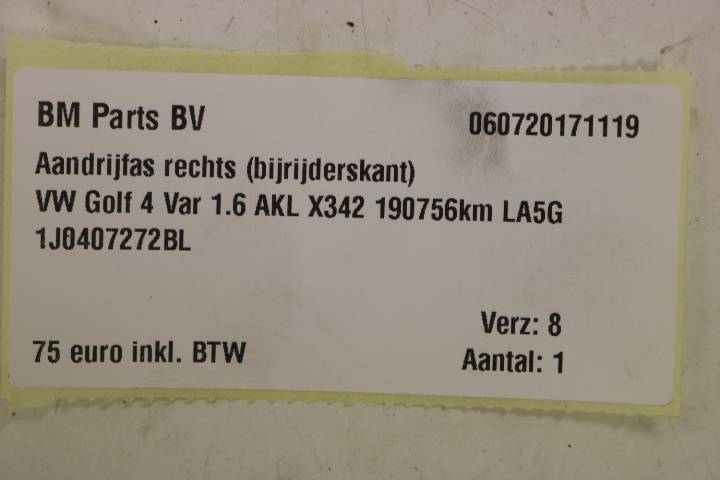 BM Parts BV 060720171119
Aandrijfas rechts (bijrijderskant)
VW Golf 4 Var 1.6 AKL X342 190756km LA5G
1J0407272BL
Verz: 8
75 euro inkl. BTW Aantal: 1